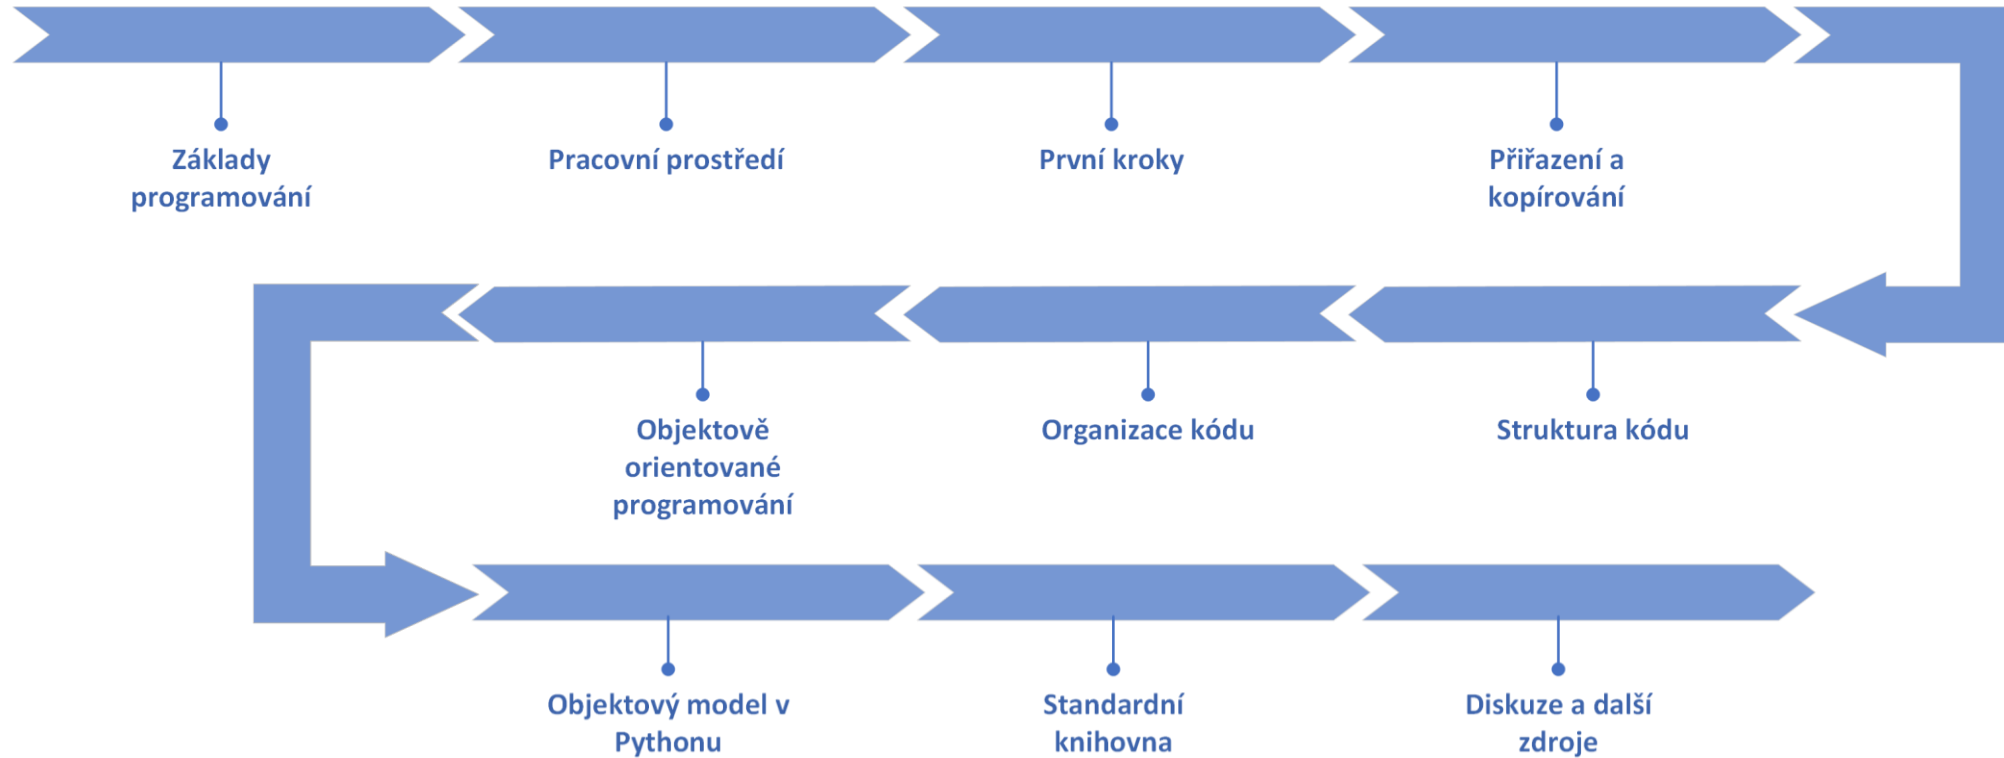 Základy
programování
Pracovní prostředí
První kroky
Přiřazení a
kopírování
Struktura kódu
Organizace kódu
Objektově
orientované
programování
Objektový model v
Pythonu
Standardní
knihovna
Diskuze a další
zdroje